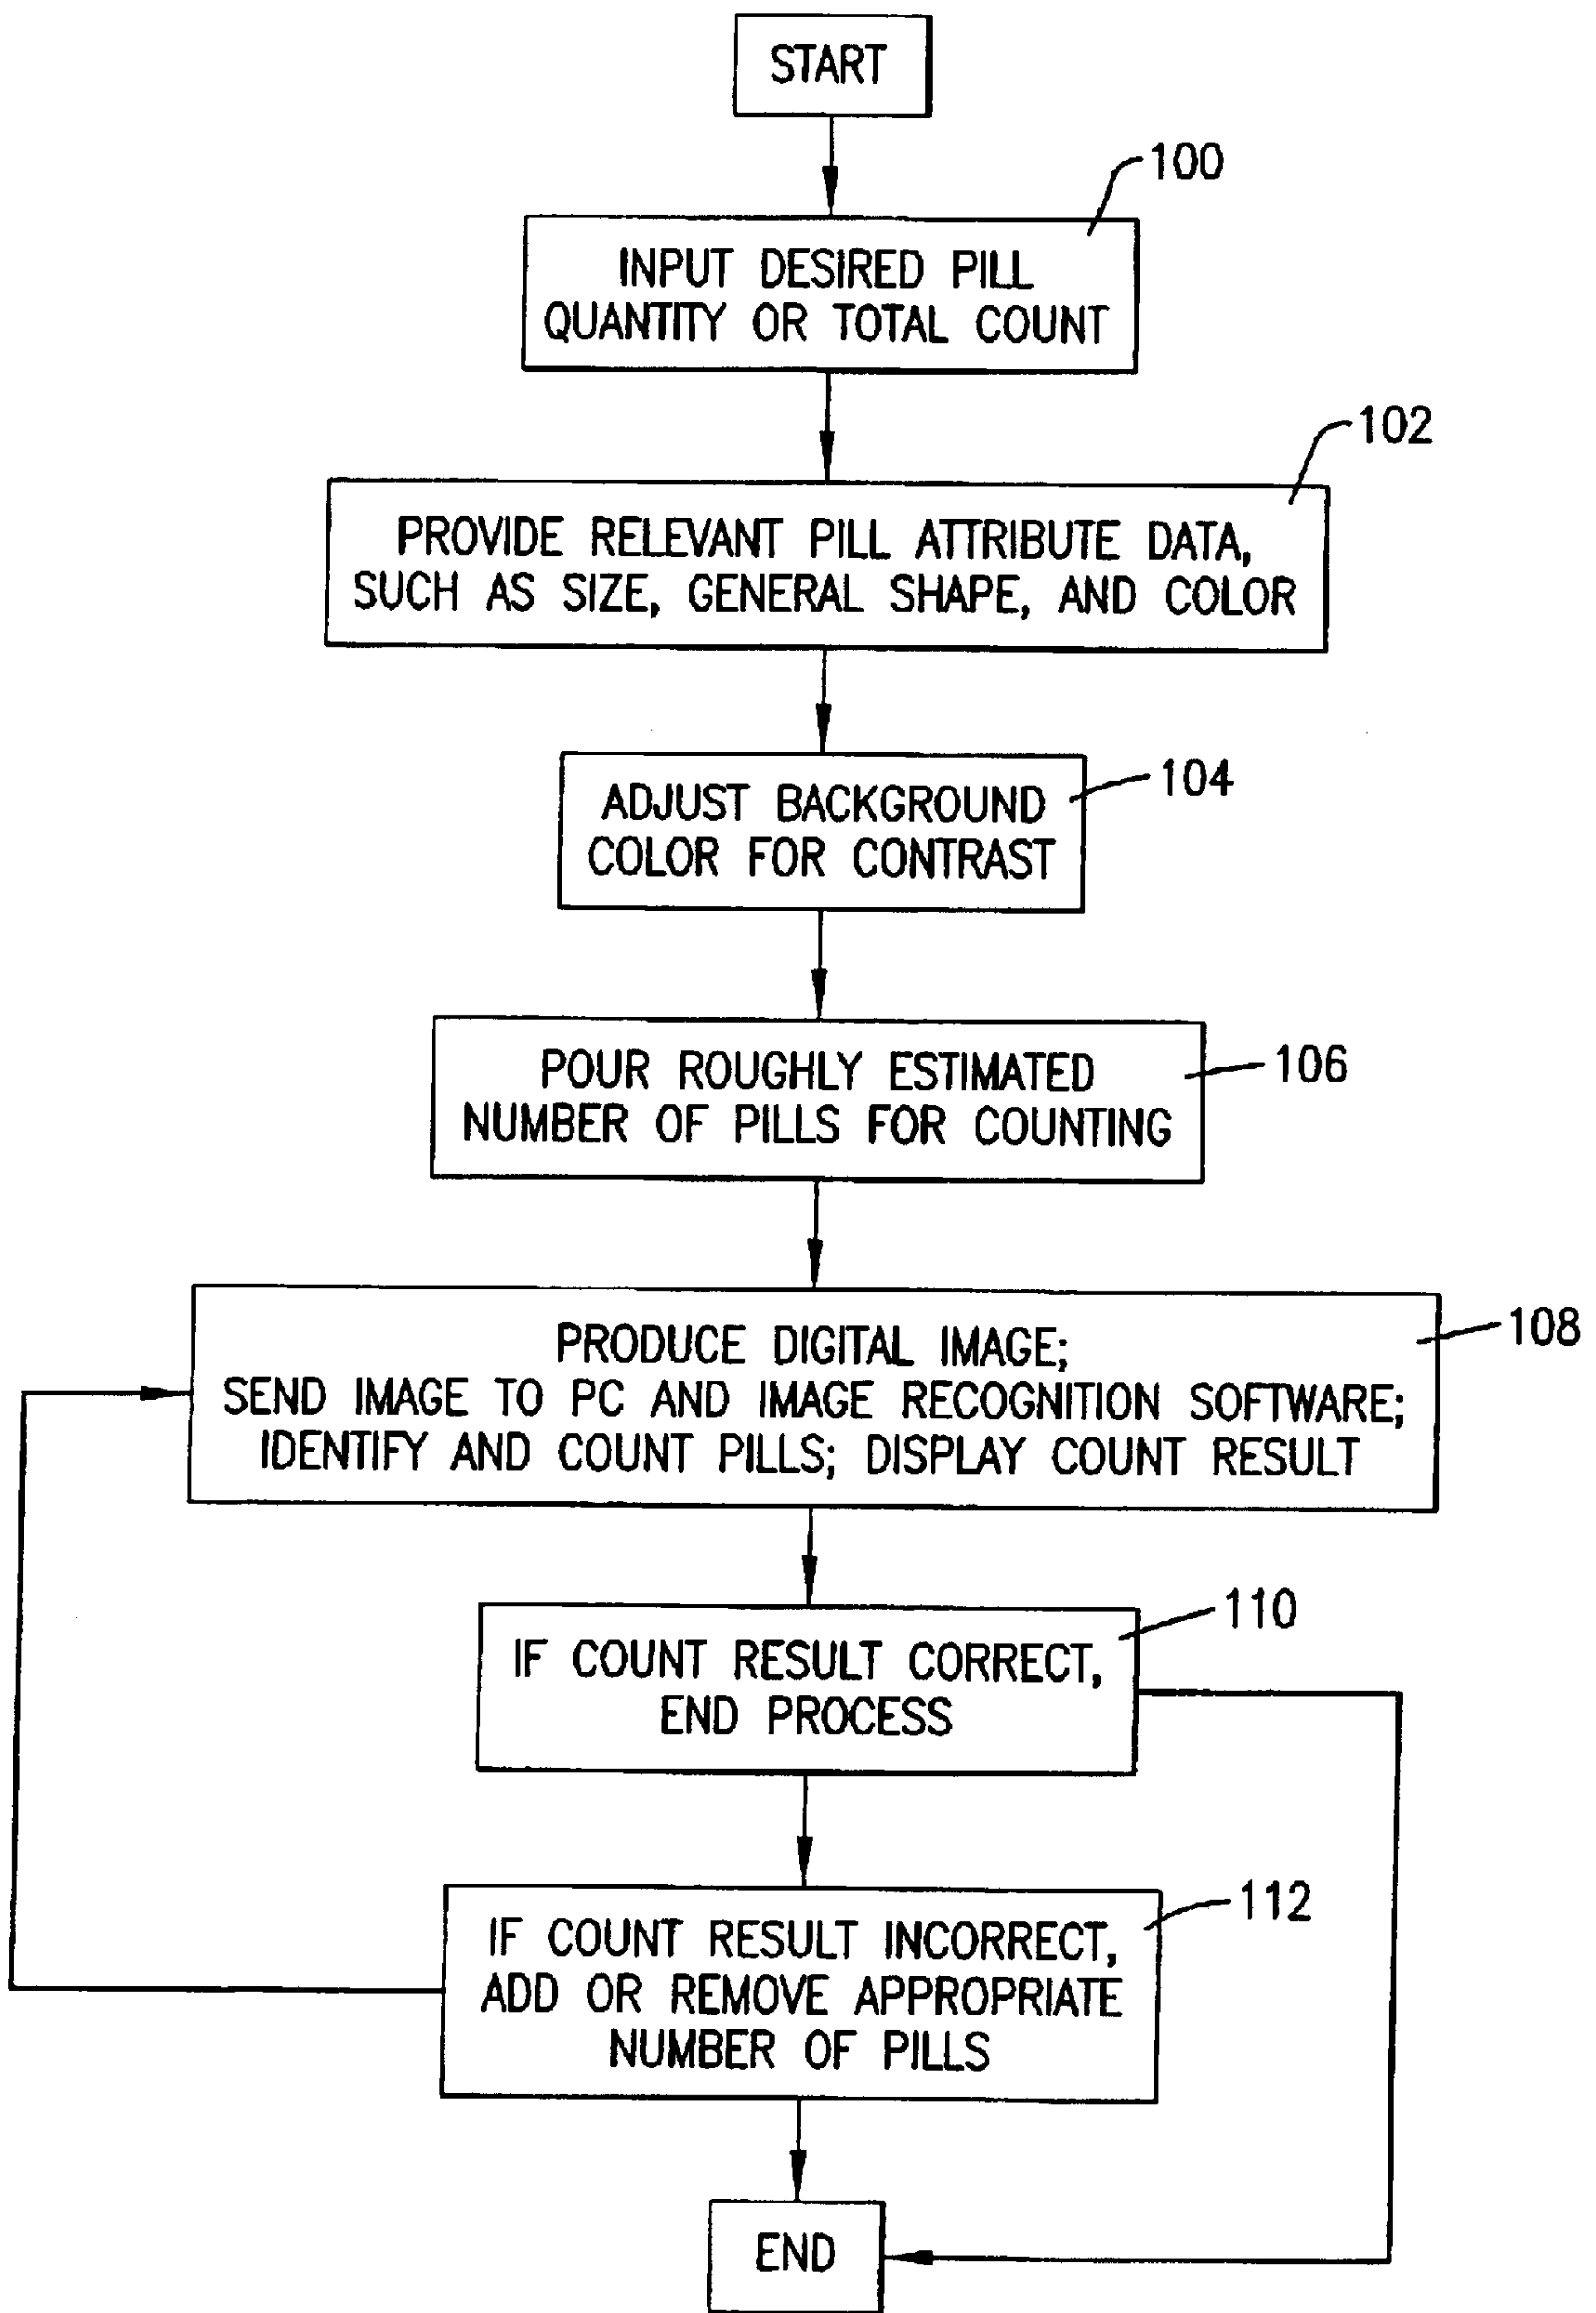 START
100
INPUT DESIRED PILL
QUANTITY OR TOTAL COUNT
102
PROVIDE RELEVANT PILL ATTRIBUTE DATA,
SUCH AS SIZE, GENERAL SHAPE, AND COLOR
104
ADJUST BACKGROUND
COLOR FOR CONTRAST
106
POUR ROUGHLY ESTIMATED
NUMBER OF PILLS FOR COUNTING
108
PRODUCE DIGITAL IMAGE;
SEND IMAGE TO PC AND IMAGE RECOGNITION SOFTWARE;
IDENTIFY AND COUNT PILLS; DISPLAY COUNT RESULT
110
IF COUNT RESULT CORRECT,
END PROCESS
112
IF COUNT RESULT INCORRECT,
ADD OR REMOVE APPROPRIATE
NUMBER OF PILLS
END